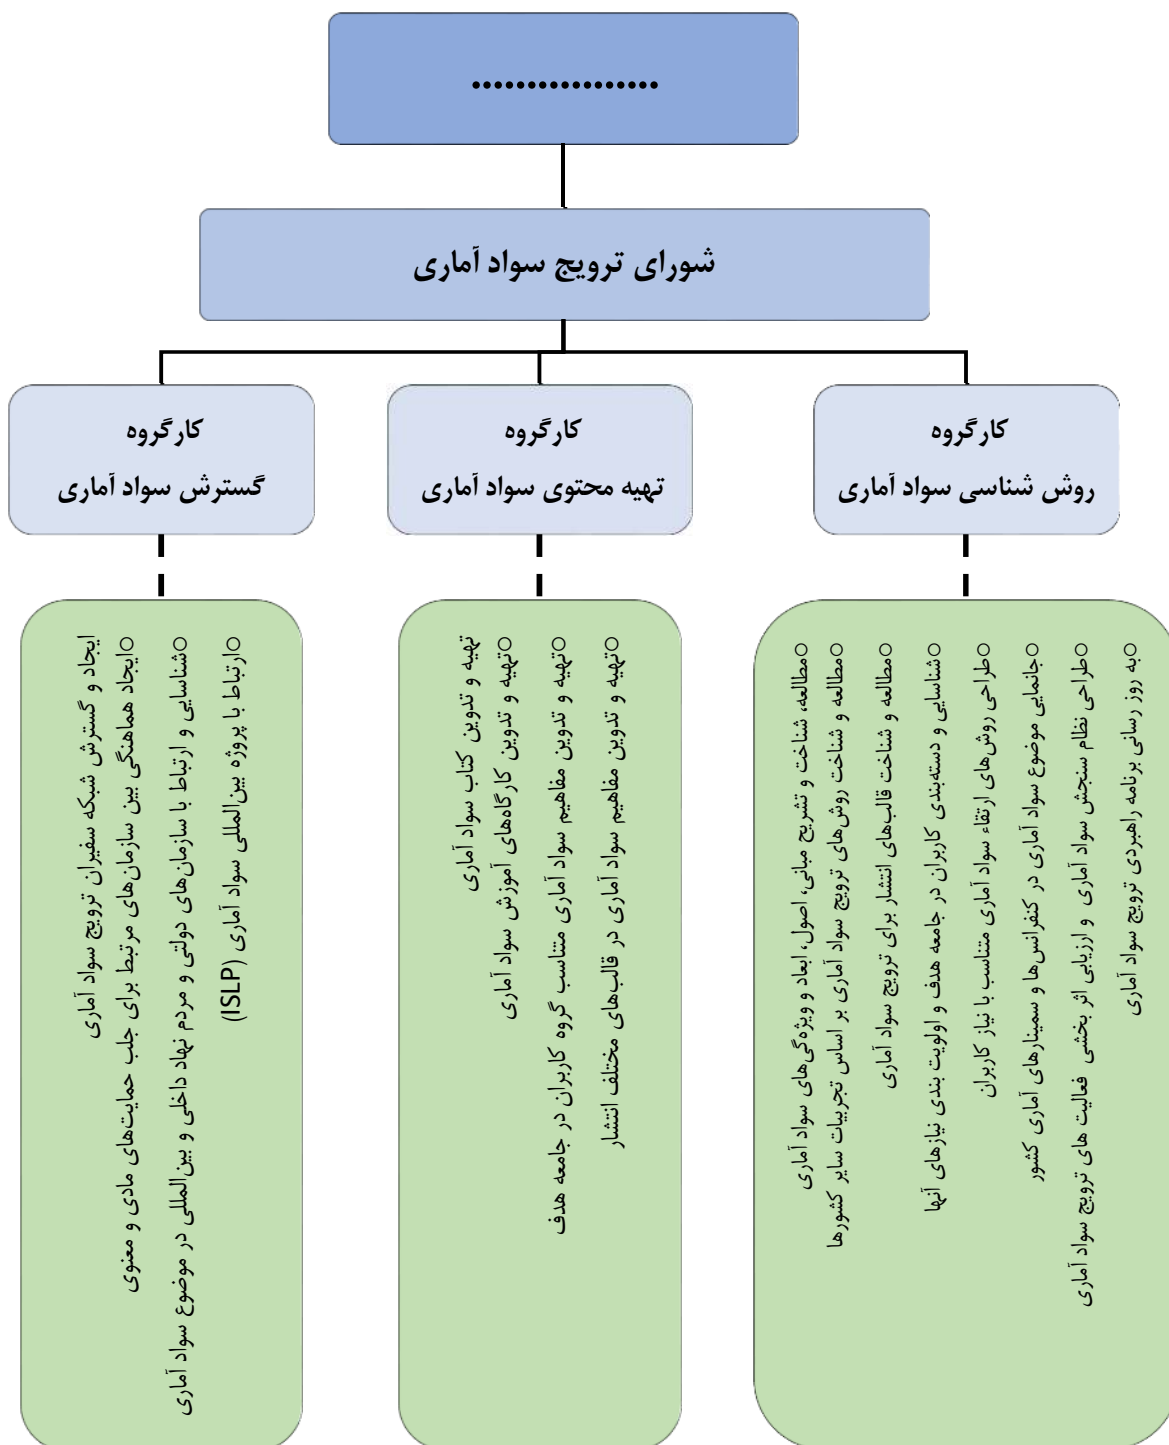 .................
شورای ترویج سواد آماری
کارگروه
روش شناسی سواد آماری
کارگروه
تهیه محتوی سواد آماری
کارگروه
گسترش سواد آماری
○به روز رسانی برنامه راهبردی ترویج سواد آماری
○طراحی نظام سنجش سواد آماری و ارزیابی اثر بخشی فعالیت های ترویج سواد آماری
○جانمایی موضوع سواد آماری در کنفرانس‌ها و سمینارهای آماری کشور
○طراحی روش‌های ارتقاء سواد آماری متناسب با نیاز کاربران
○شناسایی و دسته‌بندی کاربران در جامعه هدف و اولویت بندی نیازهای آنها
○مطالعه و شناخت قالب‌های انتشار برای ترویج سواد آماری
○مطالعه و شناخت روش‌های ترویج سواد آماری بر اساس تجربیات سایر کشورها
○مطالعه، شناخت و تشریح مبانی، اصول، ابعاد و ویژه‌گی‌های سواد آماری
○تهیه و تدوین مفاهیم سواد آماری در قالب‌های مختلف انتشار
○تهیه و تدوین مفاهیم سواد آماری متناسب گروه کاربران در جامعه هدف
○تهیه و تدوین کارگاه‌های آموزش سواد آماری
تهیه و تدوین کتاب سواد آماری
○ارتباط با پروژه بین‌المللی سواد آماری (ISLP)
○شناسایی و ارتباط با سازمان‌های دولتی و مردم نهاد داخلی و بین‌المللی در موضوع سواد آماری
○ایجاد هماهنگی بین سازمان‌های مرتبط برای جلب حمایت‌های مادی و معنوی
ایجاد و گسترش شبکه سفیران ترویج سواد آماری